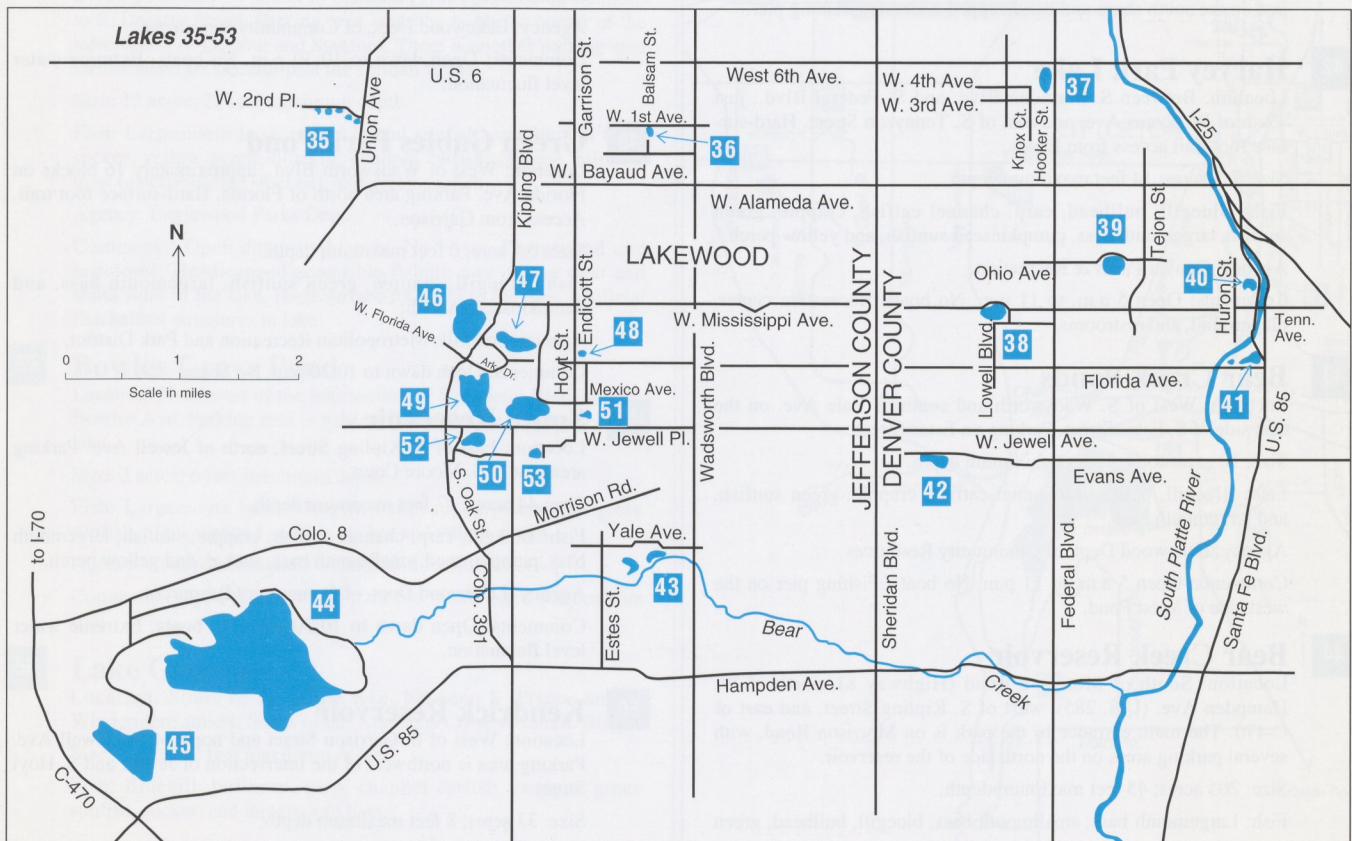 Lakes 35-53
U.S. 6
West 6th Ave.
W. 4th Ave.
W. 3rd Ave.
37
W. 2nd Pl.
35
Union Ave
Kipling Blvd
Garrison St.
Balsem St.
W. 1st Ave.
36
W. Bayaud Ave.
Knox Ct.
Hooker St.
I-25
W. Alameda Ave.
N
LAKEWOOD
JEFFERSON COUNTY
DENVER COUNTY
39
Tejon St.
Ohio Ave.
40
Huron St.
46
47
W. Florida Ave.
Ark Dr.
Hoyt St.
Endicott St.
48
W. Mississippi Ave.
Wadsworth Blvd.
38
Lowell Blvd
Tenn.
Ave.
Florida Ave.
41
U.S. 85
0 1 2
Scale in miles
49
Mexico Ave.
51
52
50
53
W. Jewell Pl.
W. Jewell Ave.
42
Evans Ave.
S. Oak St.
Morrison Rd.
Yale Ave.
43
Estes St.
to I-70
Colo. 8
44
Colo. 391
Bear
Creek
Sheridan Blvd.
Federal Blvd.
South Platte River
Santa Fe Blvd.
Hampden Ave.
45
C-470
U.S. 85